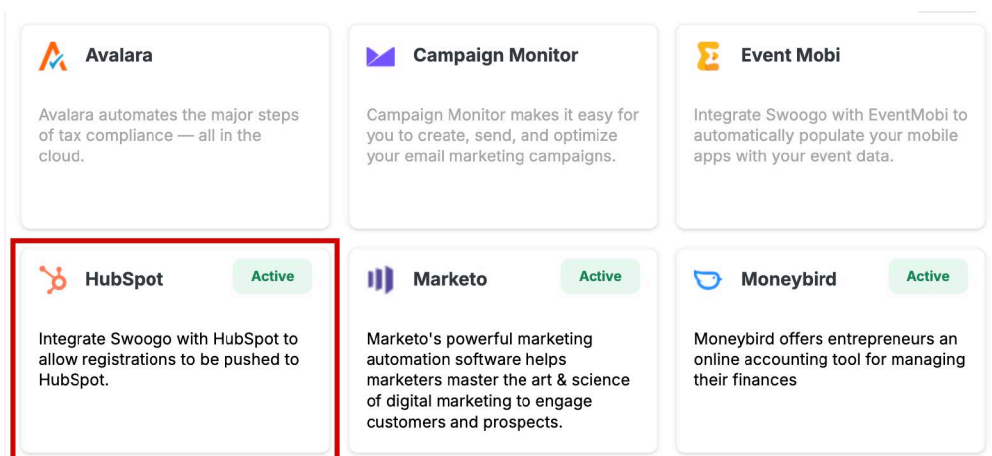 Avalara
Avalara automates the major steps
of tax compliance — all in the
cloud.
Campaign Monitor
Campaign Monitor makes it easy for
you to create, send, and optimize
your email marketing campaigns.
Event Mobi
Integrate Swoogo with EventMobi to
automatically populate your mobile
apps with your event data.
HubSpot
Active
Integrate Swoogo with HubSpot to
allow registrations to be pushed to
HubSpot.
Marketo
Active
Marketo's powerful marketing
automation software helps
marketers master the art & science
of digital marketing to engage
customers and prospects.
Moneybird
Active
Moneybird offers entrepreneurs an
online accounting tool for managing
their finances